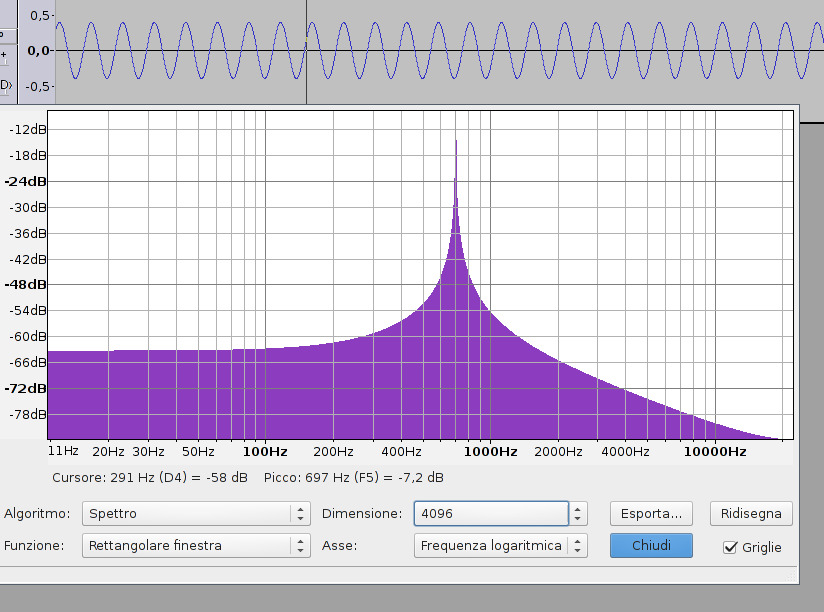 0,5
0,0
-0,5
-12dB
-18dB
-24dB
-30dB
-36dB
-42dB
-48dB
-54dB
-60dB
-66dB
-72dB
-78dB
11Hz 20Hz 30Hz 50Hz 100Hz 200Hz 400Hz 1000Hz 2000Hz 4000Hz 10000Hz
Cursore: 291 Hz (D4) = -58 dB Picco: 697 Hz (F5) = -7,2 dB
Algoritmo: Spettro Dimensione: 4096 Esporta... Ridisegna
Funzione: Rettangolare finestra Asse: Frequenza logaritmica Chiudi Griglie